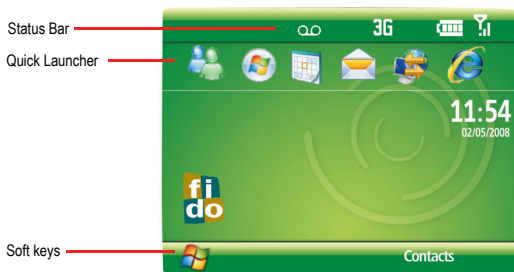 Status Bar
3G
Quick Launcher
11:54
02/05/2008
fi
do
Soft keys
Contacts